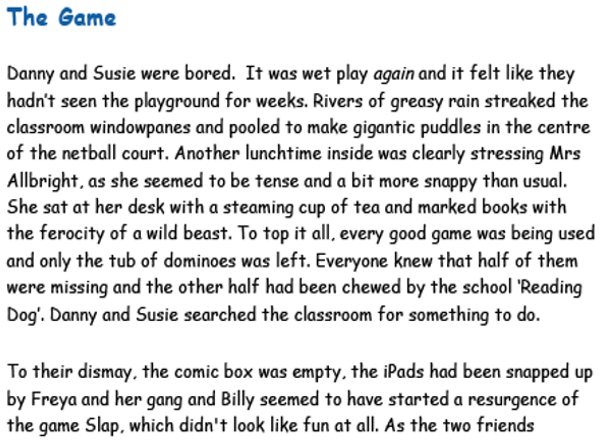 The Game
Danny and Susie were bored.  It was wet play again and it felt like they
hadn't seen the playground for weeks. Rivers of greasy rain streaked the
classroom windowpanes and pooled to make gigantic puddles in the centre
of the netball court. Another lunchtime inside was clearly stressing Mrs
Allbright, as she seemed to be tense and a bit more snappy than usual.
She sat at her desk with a steaming cup of tea and marked books with
the ferocity of a wild beast. To top it all, every good game was being used
and only the tub of dominoes was left. Everyone knew that half of them
were missing and the other half had been chewed by the school 'Reading
Dog'. Danny and Susie searched the classroom for something to do.
To their dismay, the comic box was empty, the iPads had been snapped up
by Freya and her gang and Billy seemed to have started a resurgence of
the game Slap, which didn't look like fun at all. As the two friends